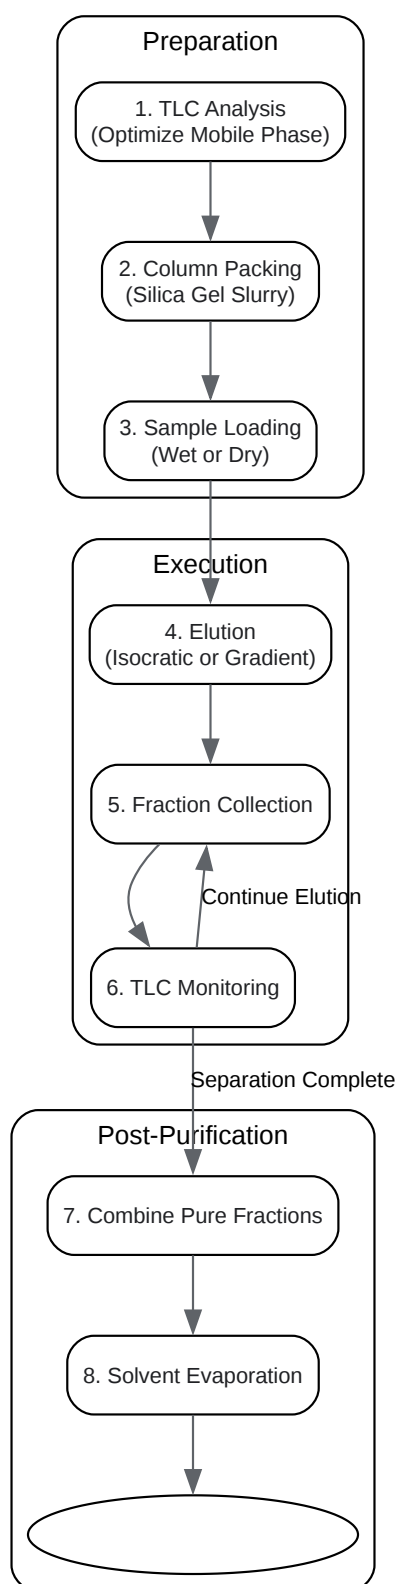 Preparation
1. TLC Analysis
(Optimize Mobile Phase)
2. Column Packing
(Silica Gel Slurry)
3. Sample Loading
(Wet or Dry)
Execution
4. Elution
(Isocratic or Gradient)
5. Fraction Collection
Continue Elution
6. TLC Monitoring
Separation Complete
Post-Purification
7. Combine Pure Fractions
8. Solvent Evaporation